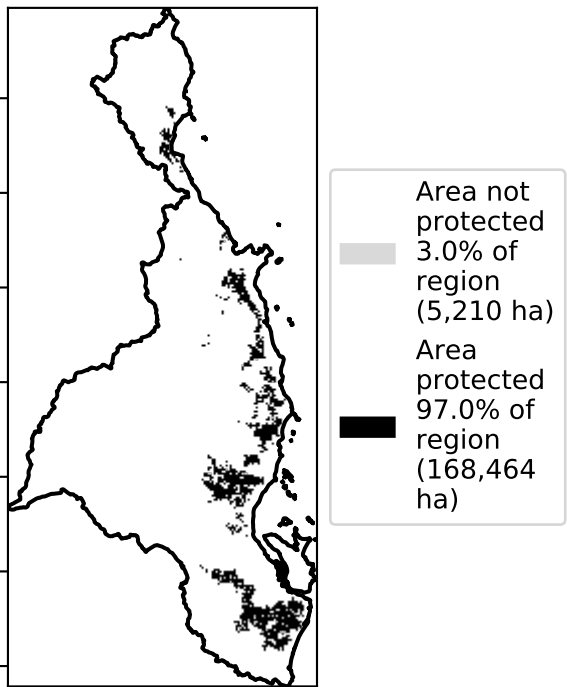 Area not
protected
3.0% of
region
(5,210 ha)
Area
protected
97.0% of
region
(168,464
ha)